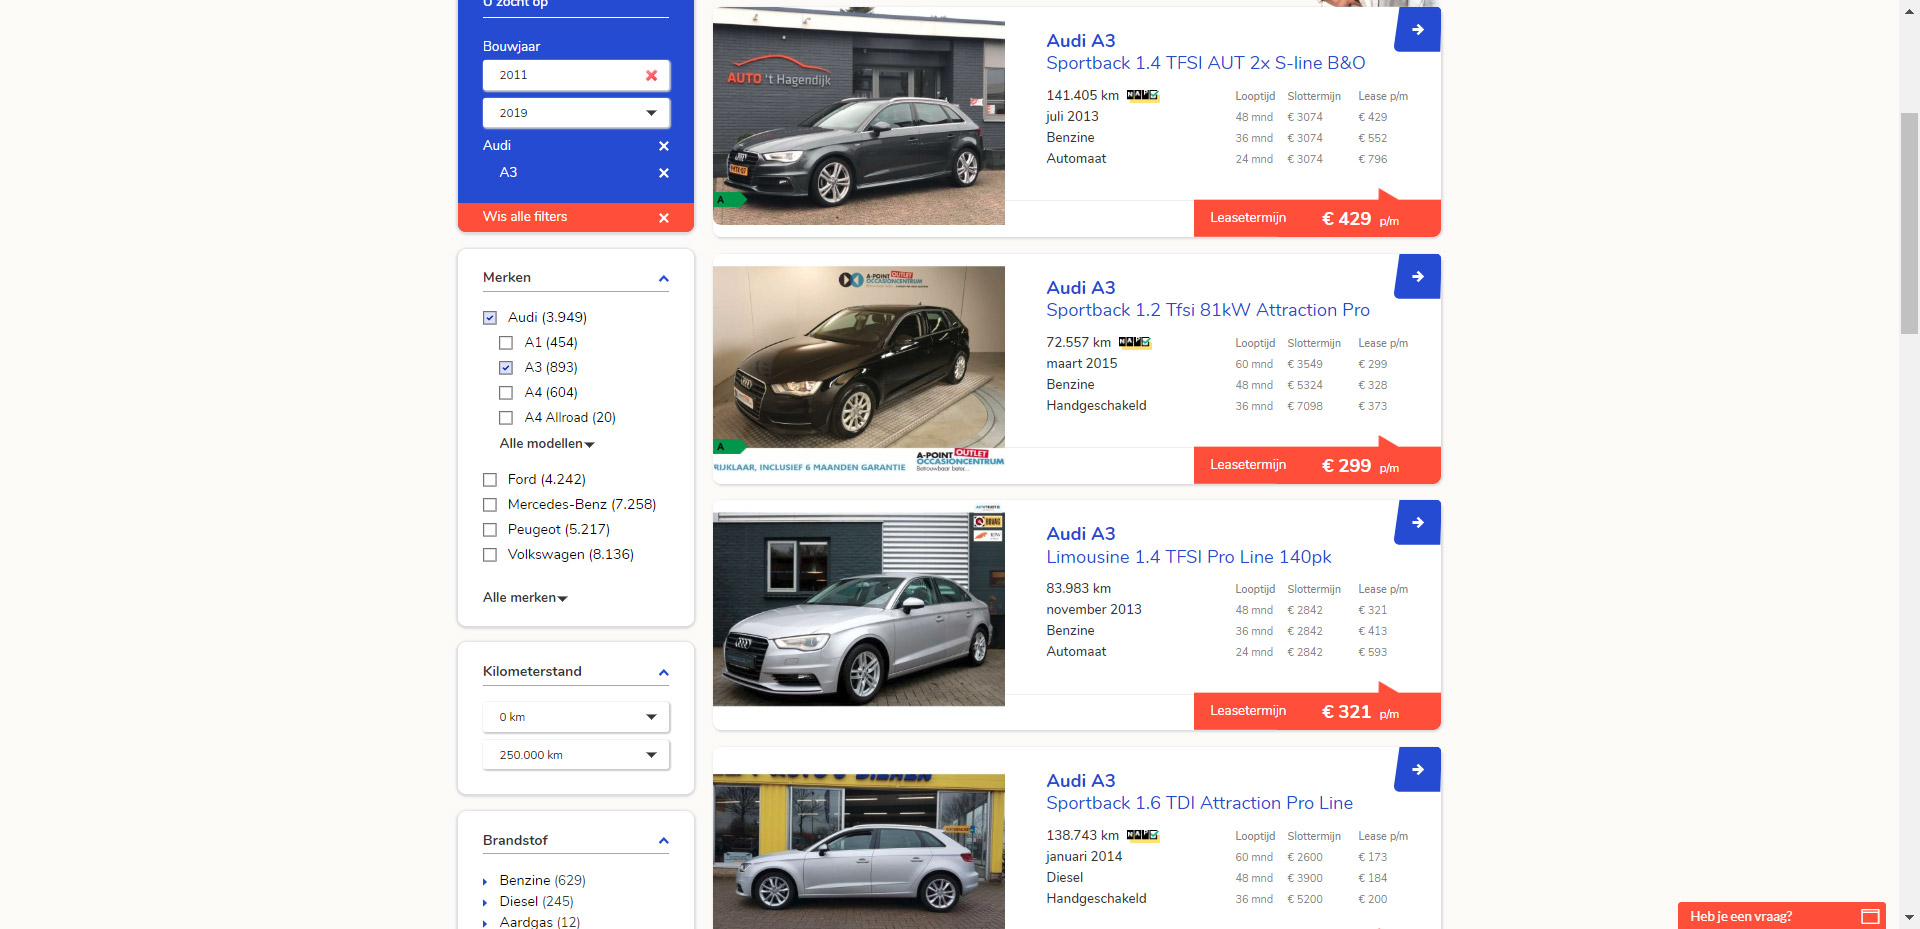 U zocht op
Bouwjaar
2011
2019
Audi
A3
Wis alle filters
Merken
Audi (3.949)
A1 (454)
A3 (893)
A4 (604)
A4 Allroad (20)
Alle modellen
Ford (4.242)
Mercedes-Benz (7.258)
Peugeot (5.217)
Volkswagen (8.136)
Alle merken
Kilometerstand
0 km
250.000 km
Brandstof
Benzine (629)
Diesel (245)
Aardgas (12)
AUTO 't Hagendijk
A
Audi A3
Sportback 1.4 TFSI AUT 2x S-line B&O
141.405 km NAP
juli 2013
Benzine
Automaat
Looptijd Slottermijn Lease p/m
48 mnd € 3074 € 429
36 mnd € 3074 € 552
24 mnd € 3074 € 796
Leasetermijn € 429 p/m
A-POINT OUTLET
OCCASIONCENTRUM
A
RIJKLAAR, INCLUSIEF 6 MAANDEN GARANTIE
A-POINT OUTLET
OCCASIONCENTRUM
Betrouwbaar beter...
Audi A3
Sportback 1.2 Tfsi 81kW Attraction Pro
72.557 km NAP
maart 2015
Benzine
Handgeschakeld
Looptijd Slottermijn Lease p/m
60 mnd € 3549 € 299
48 mnd € 5324 € 328
36 mnd € 7098 € 373
Leasetermijn € 299 p/m
BOVAG
Audi A3
Limousine 1.4 TFSI Pro Line 140pk
83.983 km
november 2013
Benzine
Automaat
Looptijd Slottermijn Lease p/m
48 mnd € 2842 € 321
36 mnd € 2842 € 413
24 mnd € 2842 € 593
Leasetermijn € 321 p/m
Audi A3
Sportback 1.6 TDI Attraction Pro Line
138.743 km NAP
januari 2014
Diesel
Handgeschakeld
Looptijd Slottermijn Lease p/m
60 mnd € 2600 € 173
48 mnd € 3900 € 184
36 mnd € 5200 € 200
Heb je een vraag?